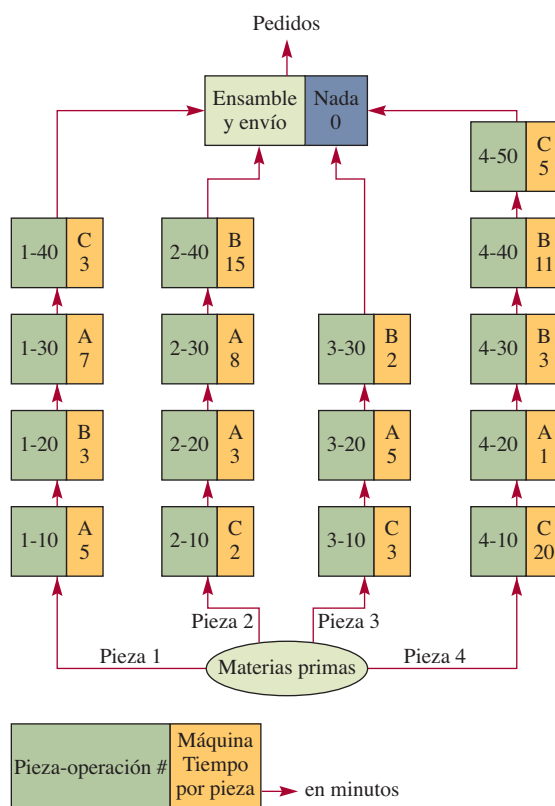 Pedidos
Ensamble
y envío
Nada
0
4-50
C
5
1-40
C
3
2-40
B
15
4-40
B
11
1-30
A
7
2-30
A
8
3-30
B
2
4-30
B
3
1-20
B
3
2-20
A
3
3-20
A
5
4-20
A
1
1-10
A
5
2-10
C
2
3-10
C
3
4-10
C
20
Pieza 1
Pieza 2
Pieza 3
Pieza 4
Materias primas
Pieza-operación #
Máquina
Tiempo
por pieza
en minutos